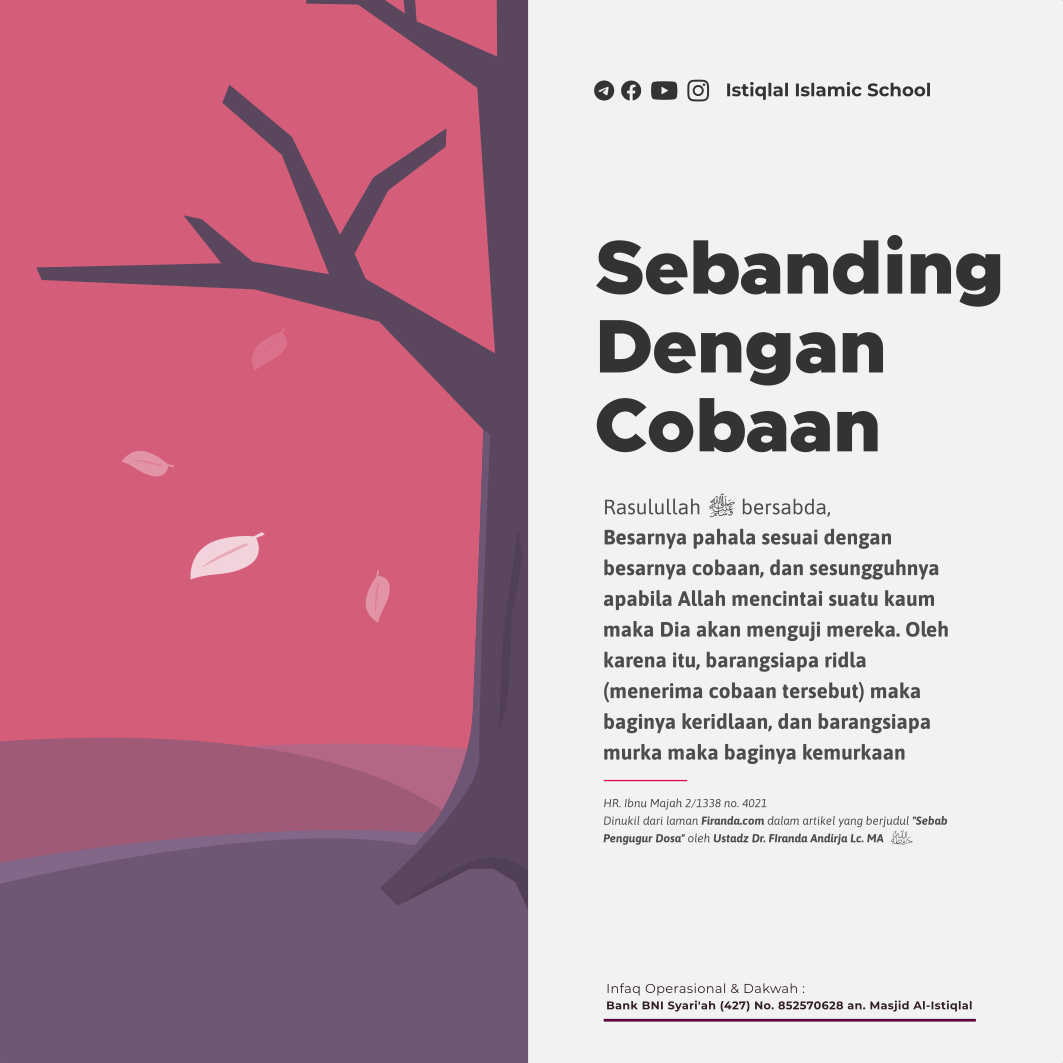 Istiqlal Islamic School
Sebanding
Dengan
Cobaan
Rasulullah ﷺ bersabda,
Besarnya pahala sesuai dengan
besarnya cobaan, dan sesungguhnya
apabila Allah mencintai suatu kaum
maka Dia akan menguji mereka. Oleh
karena itu, barangsiapa ridla
(menerima cobaan tersebut) maka
baginya keridlaan, dan barangsiapa
murka maka baginya kemurkaan
HR. Ibnu Majah 2/1338 no. 4021
Dinukil dari laman Firanda.com dalam artikel yang berjudul "Sebab
Pengugur Dosa" oleh Ustadz Dr. FIranda Andirja Lc. MA
Infaq Operasional & Dakwah :
Bank BNI Syari'ah (427) No. 852570628 an. Masjid Al-Istiqlal